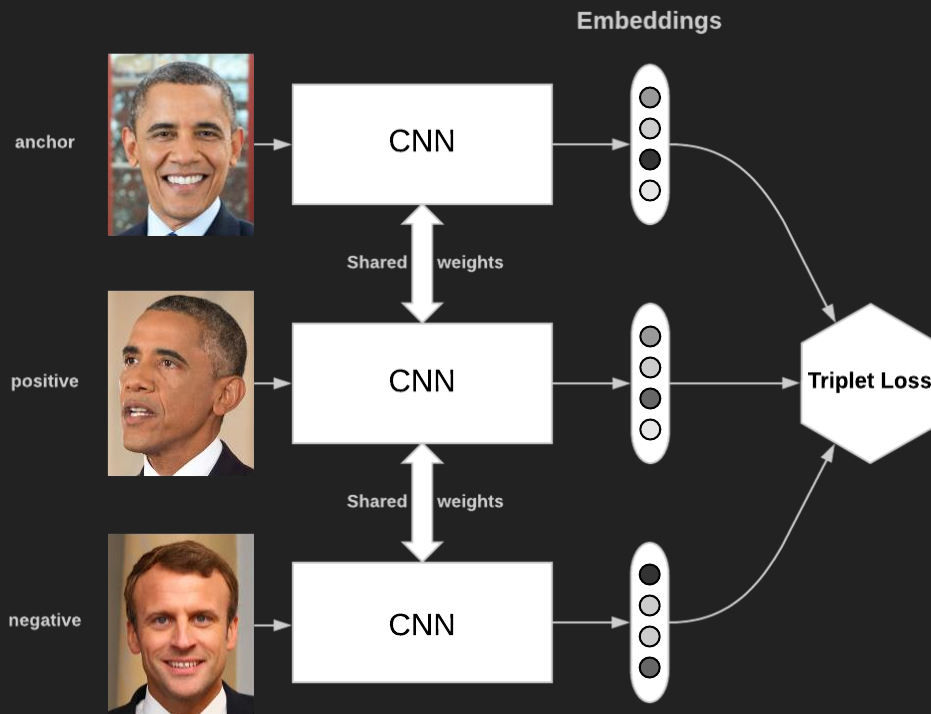 Embeddings
anchor
CNN
Shared weights
positive
CNN
Triplet Loss
Shared weights
negative
CNN